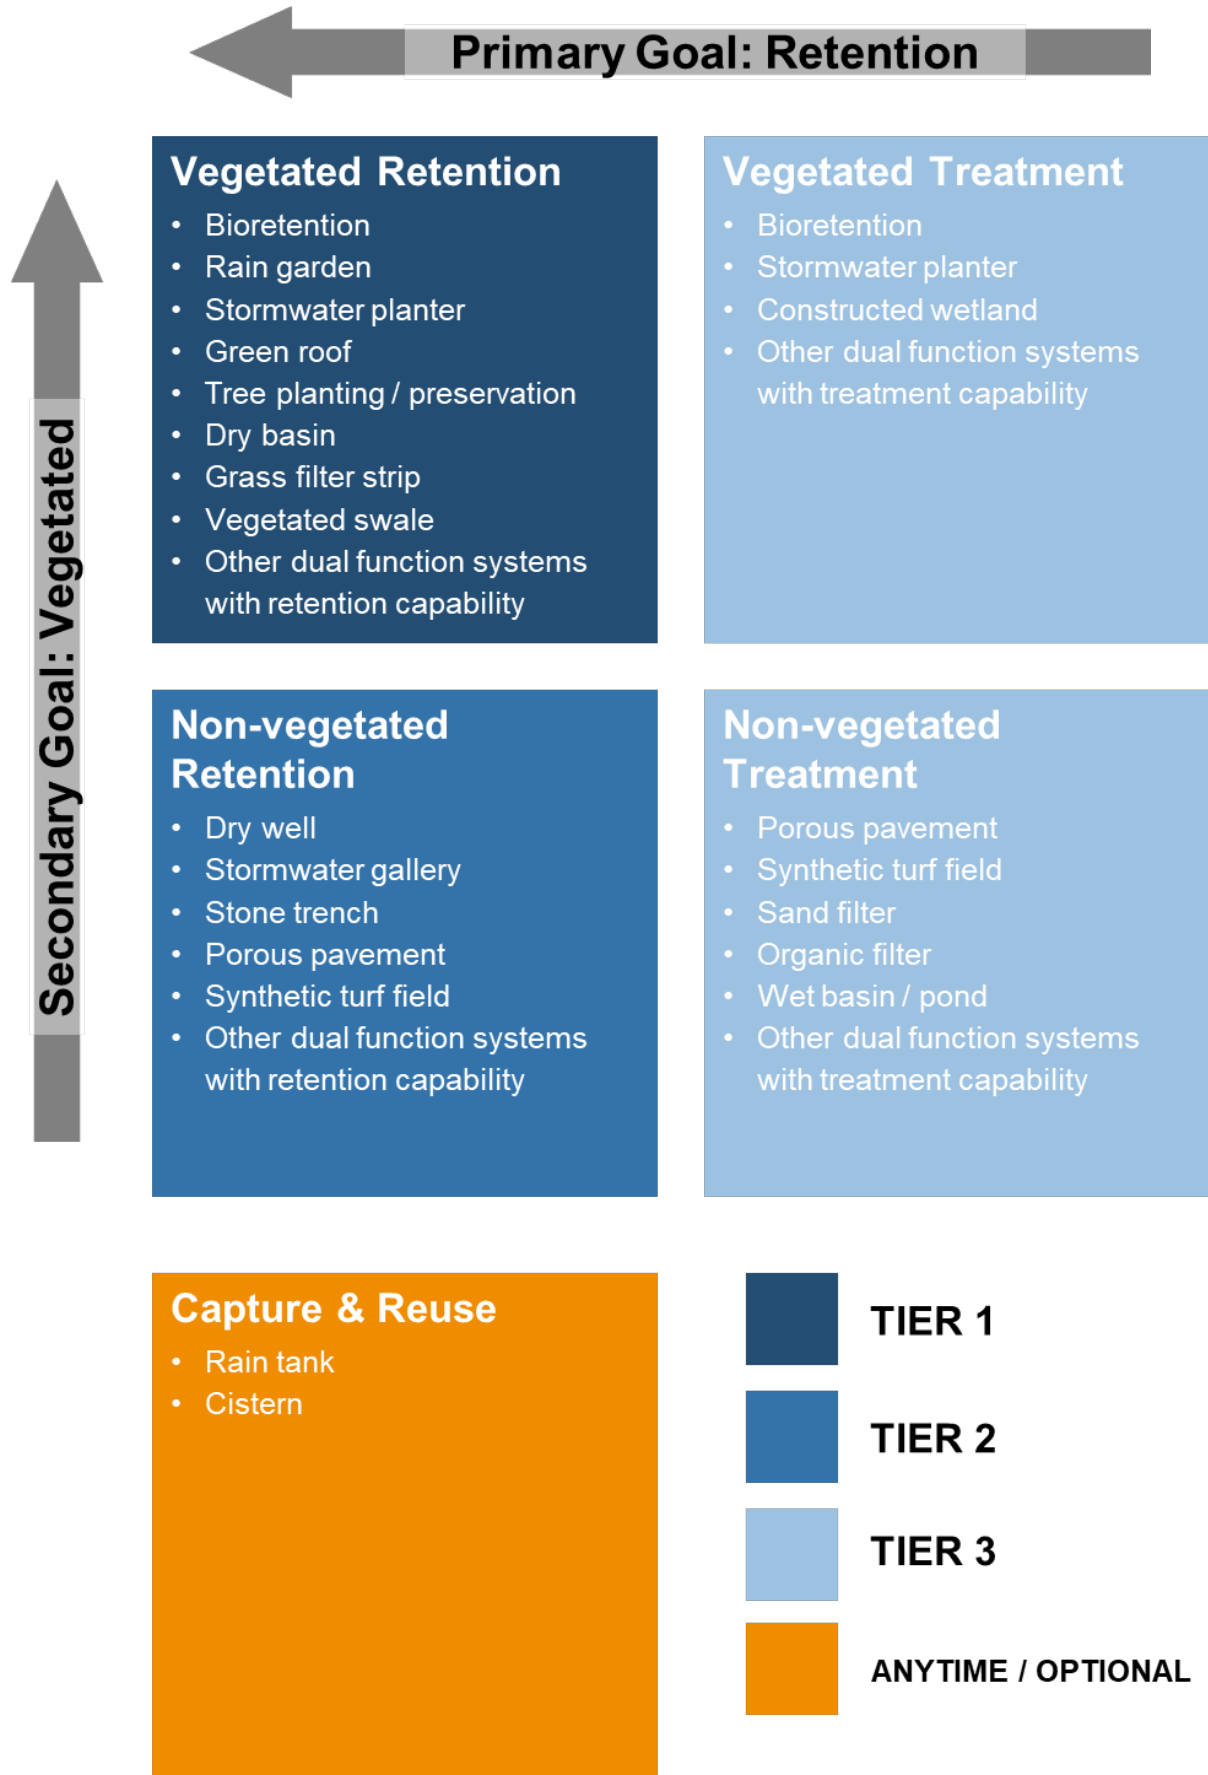 Primary Goal: Retention
Secondary Goal: Vegetated
Vegetated Retention
• Bioretention
• Rain garden
• Stormwater planter
• Green roof
• Tree planting / preservation
• Dry basin
• Grass filter strip
• Vegetated swale
• Other dual function systems
with retention capability
Vegetated Treatment
• Bioretention
• Stormwater planter
• Constructed wetland
• Other dual function systems
with treatment capability
Non-vegetated
Retention
• Dry well
• Stormwater gallery
• Stone trench
• Porous pavement
• Synthetic turf field
• Other dual function systems
with retention capability
Non-vegetated
Treatment
• Porous pavement
• Synthetic turf field
• Sand filter
• Organic filter
• Wet basin / pond
• Other dual function systems
with treatment capability
Capture & Reuse
• Rain tank
• Cistern
TIER 1
TIER 2
TIER 3
ANYTIME / OPTIONAL